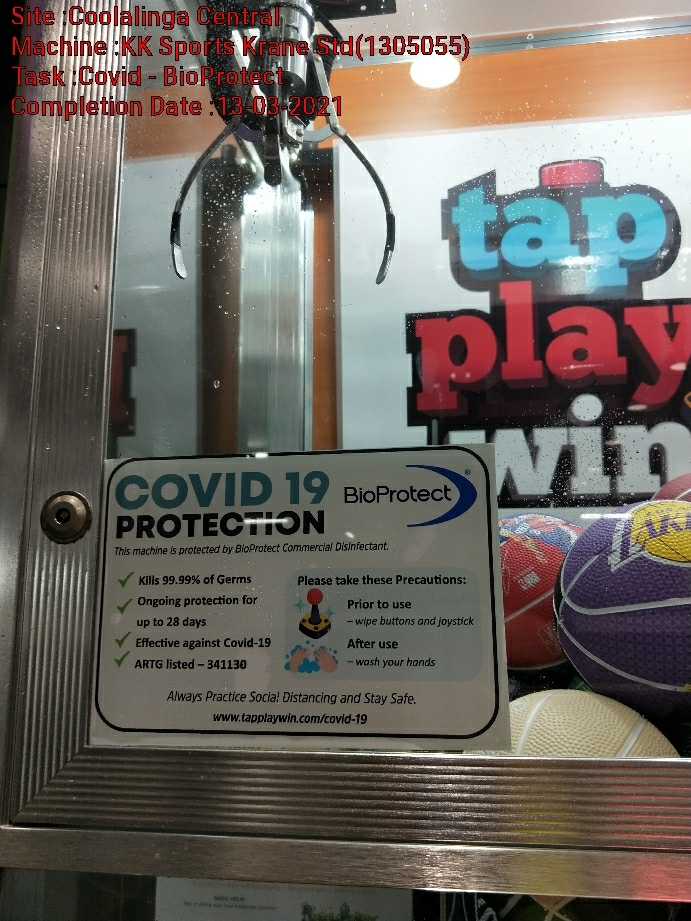 Site :Coolalinga Central
Machine :KK Sports Krane Std(1305055)
Task :Covid - BioProtect
Completion Date :13-03-2021
tap
play
win
LAKE
COVID 19
PROTECTION
BioProtect®
This machine is protected by BioProtect Commercial Disinfectant.
Kills 99.99% of Germs
Ongoing protection for
up to 28 days
Effective against Covid-19
ARTG listed – 341130
Please take these Precautions:
Prior to use
– wipe buttons and joystick
After use
– wash your hands
Always Practice Social Distancing and Stay Safe.
www.tapplaywin.com/covid-19
NEED HELP?